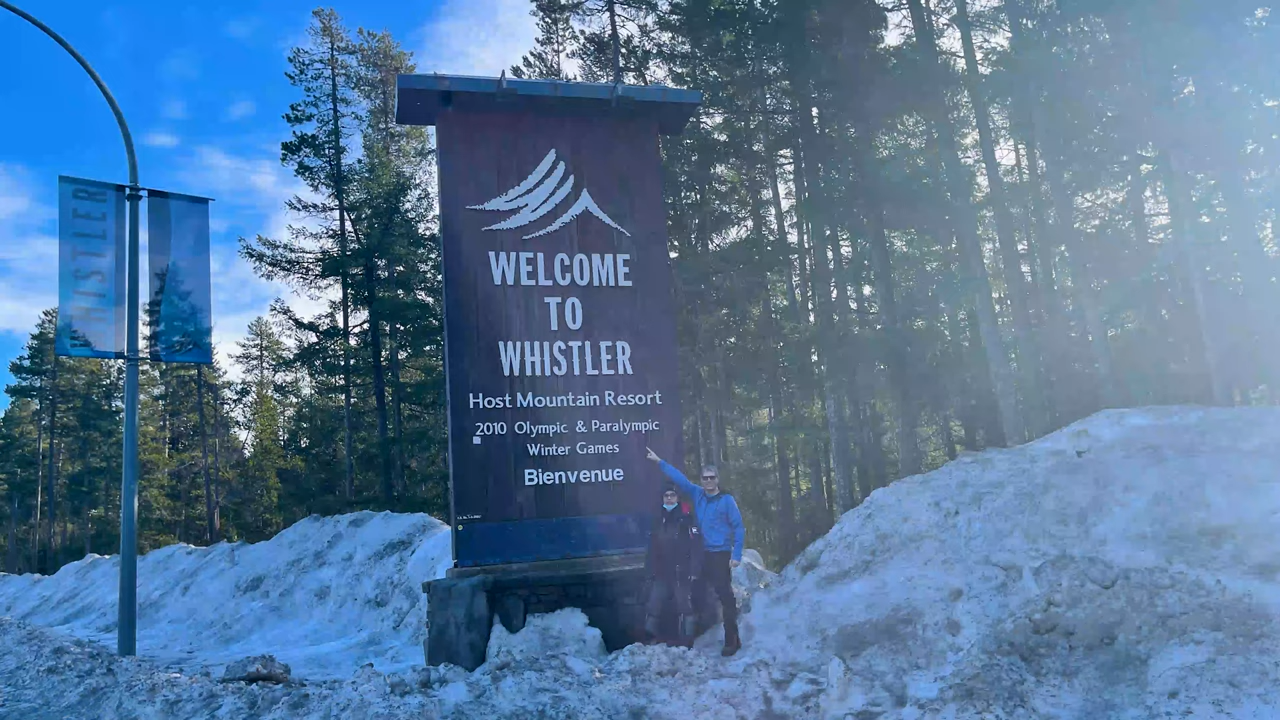 WHISTLER
WELCOME
TO
WHISTLER
Host Mountain Resort
2010 Olympic & Paralympic
Winter Games
Bienvenue